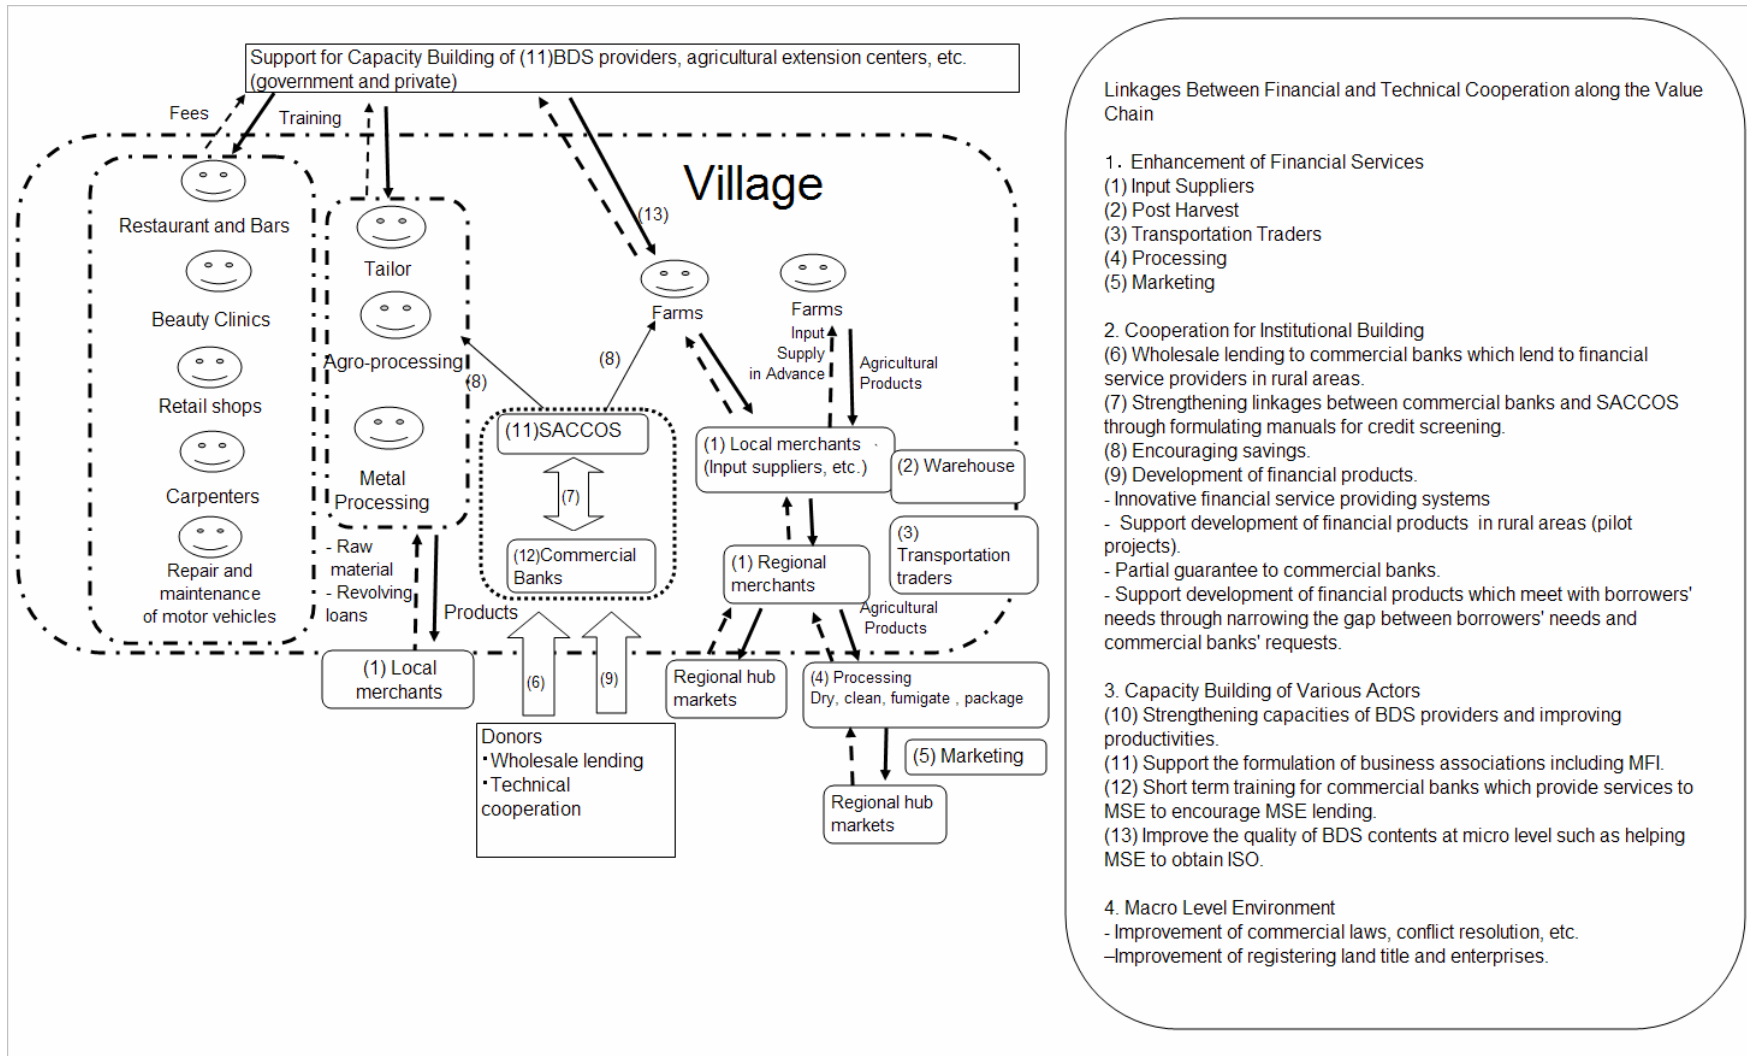 Support for Capacity Building of (11)BDS providers, agricultural extension centers, etc.
(government and private)
Fees
Training
Village
Restaurant and Bars
Beauty Clinics
Retail shops
Carpenters
Repair and
maintenance
of motor vehicles
Tailor
Agro-processing
Metal
Processing
(13)
Farms
Farms
Input
Supply
in Advance
Agricultural
Products
(8)
(8)
(11)SACCOS
(7)
(12)Commercial
Banks
(1) Local merchants
(Input suppliers, etc.)
(2) Warehouse
(3)
Transportation
traders
(1) Regional
merchants
Agricultural
Products
- Raw
material
- Revolving
loans
Products
(1) Local
merchants
(6)
(9)
Donors
・Wholesale lending
・Technical
cooperation
Regional hub
markets
(4) Processing
Dry, clean, fumigate , package
(5) Marketing
Regional hub
markets
Linkages Between Financial and Technical Cooperation along the Value
Chain
1．Enhancement of Financial Services
(1) Input Suppliers
(2) Post Harvest
(3) Transportation Traders
(4) Processing
(5) Marketing
2. Cooperation for Institutional Building
(6) Wholesale lending to commercial banks which lend to financial
service providers in rural areas.
(7) Strengthening linkages between commercial banks and SACCOS
through formulating manuals for credit screening.
(8) Encouraging savings.
(9) Development of financial products.
- Innovative financial service providing systems
- Support development of financial products in rural areas (pilot
projects).
- Partial guarantee to commercial banks.
- Support development of financial products which meet with borrowers'
needs through narrowing the gap between borrowers' needs and
commercial banks' requests.
3. Capacity Building of Various Actors
(10) Strengthening capacities of BDS providers and improving
productivities.
(11) Support the formulation of business associations including MFI.
(12) Short term training for commercial banks which provide services to
MSE to encourage MSE lending.
(13) Improve the quality of BDS contents at micro level such as helping
MSE to obtain ISO.
4. Macro Level Environment
- Improvement of commercial laws, conflict resolution, etc.
–Improvement of registering land title and enterprises.